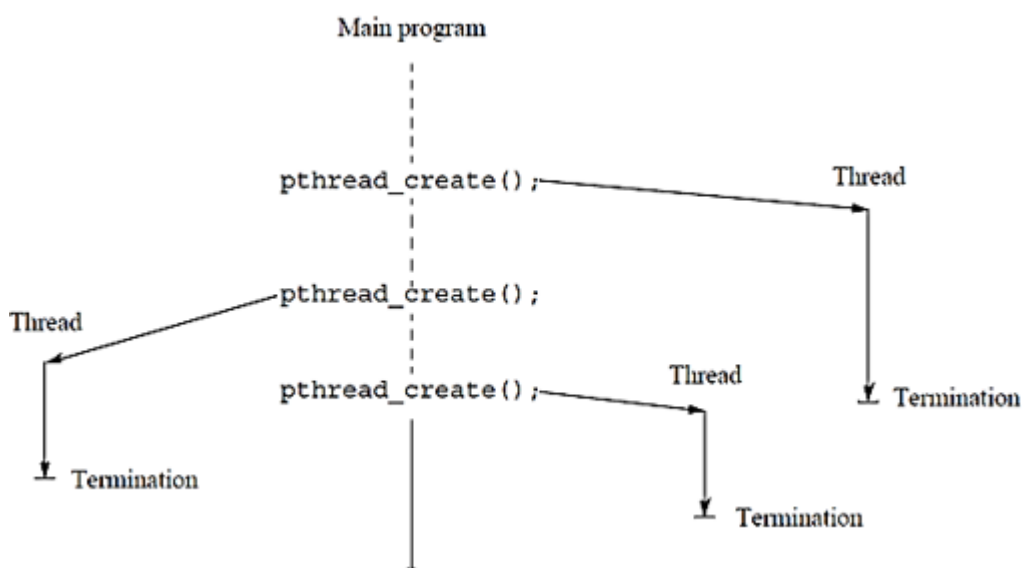 Main program
pthread_create();
Thread
pthread_create();
Thread
pthread_create();
Thread
Termination
Termination
Termination